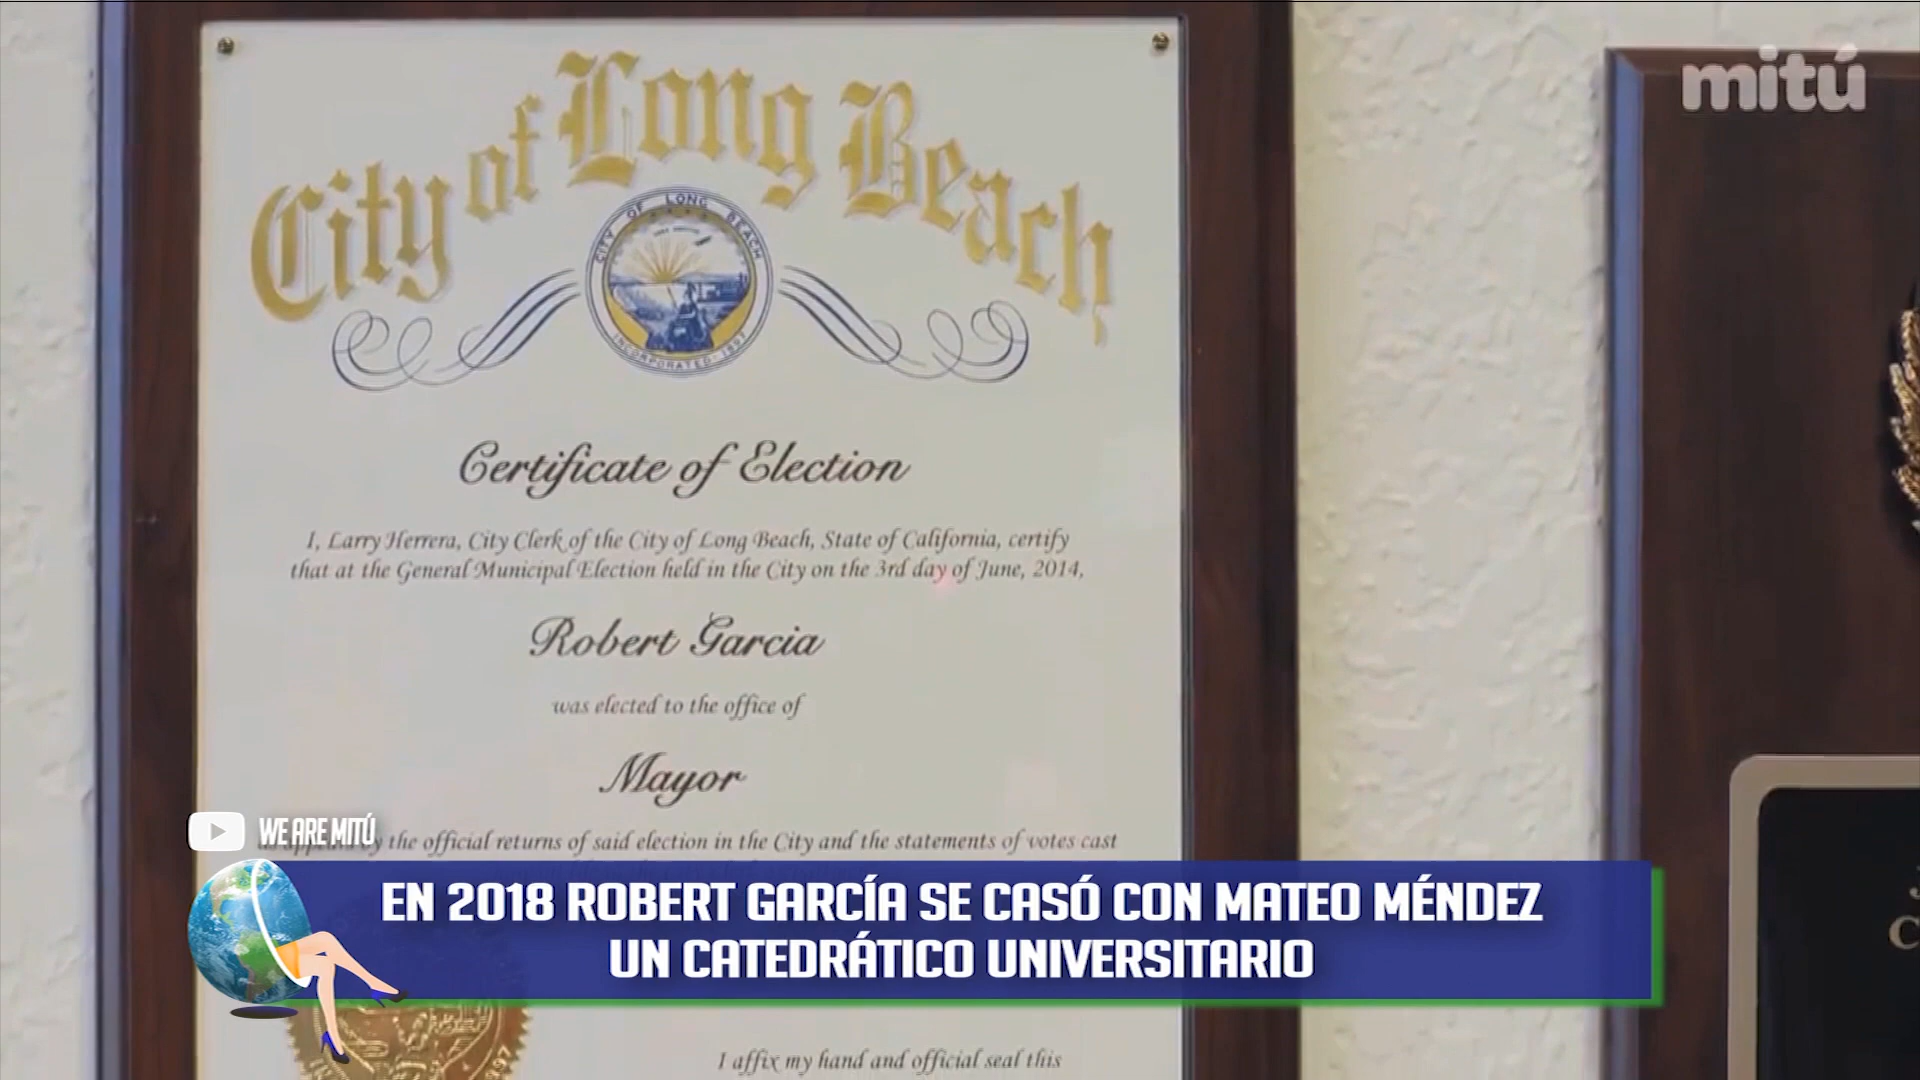 mitú
City of Long Beach
CITY OF LONG BEACH
INCORPORATED - 1897
Certificate of Election
I, Larry Herrera, City Clerk of the City of Long Beach, State of California, certify
that at the General Municipal Election held in the City on the 3rd day of June, 2014,
Robert Garcia
was elected to the office of
Mayor
WE ARE MITÚ
by the official returns of said election in the City and the statements of votes cast
EN 2018 ROBERT GARCÍA SE CASÓ CON MATEO MÉNDEZ
UN CATEDRÁTICO UNIVERSITARIO
I affix my hand and official seal this